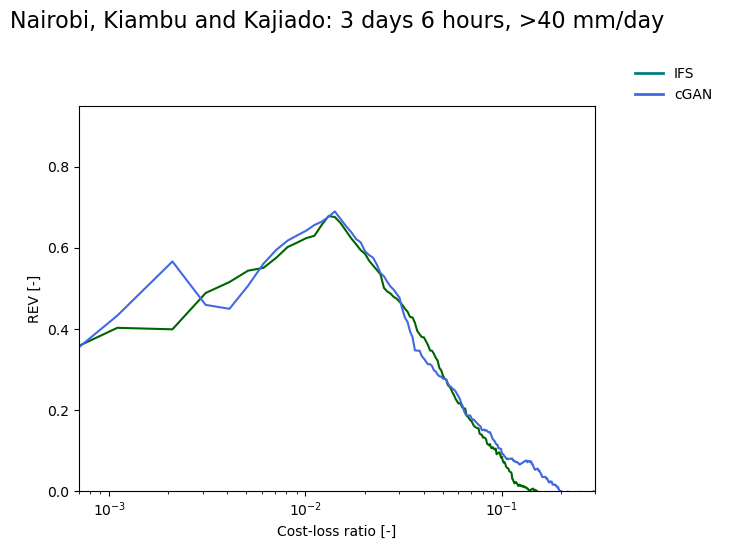 Nairobi, Kiambu and Kajiado: 3 days 6 hours, >40 mm/day
IFS
cGAN
0.8
0.6
0.4
0.2
0.0
REV [-]
10⁻³
10⁻²
10⁻¹
Cost-loss ratio [-]